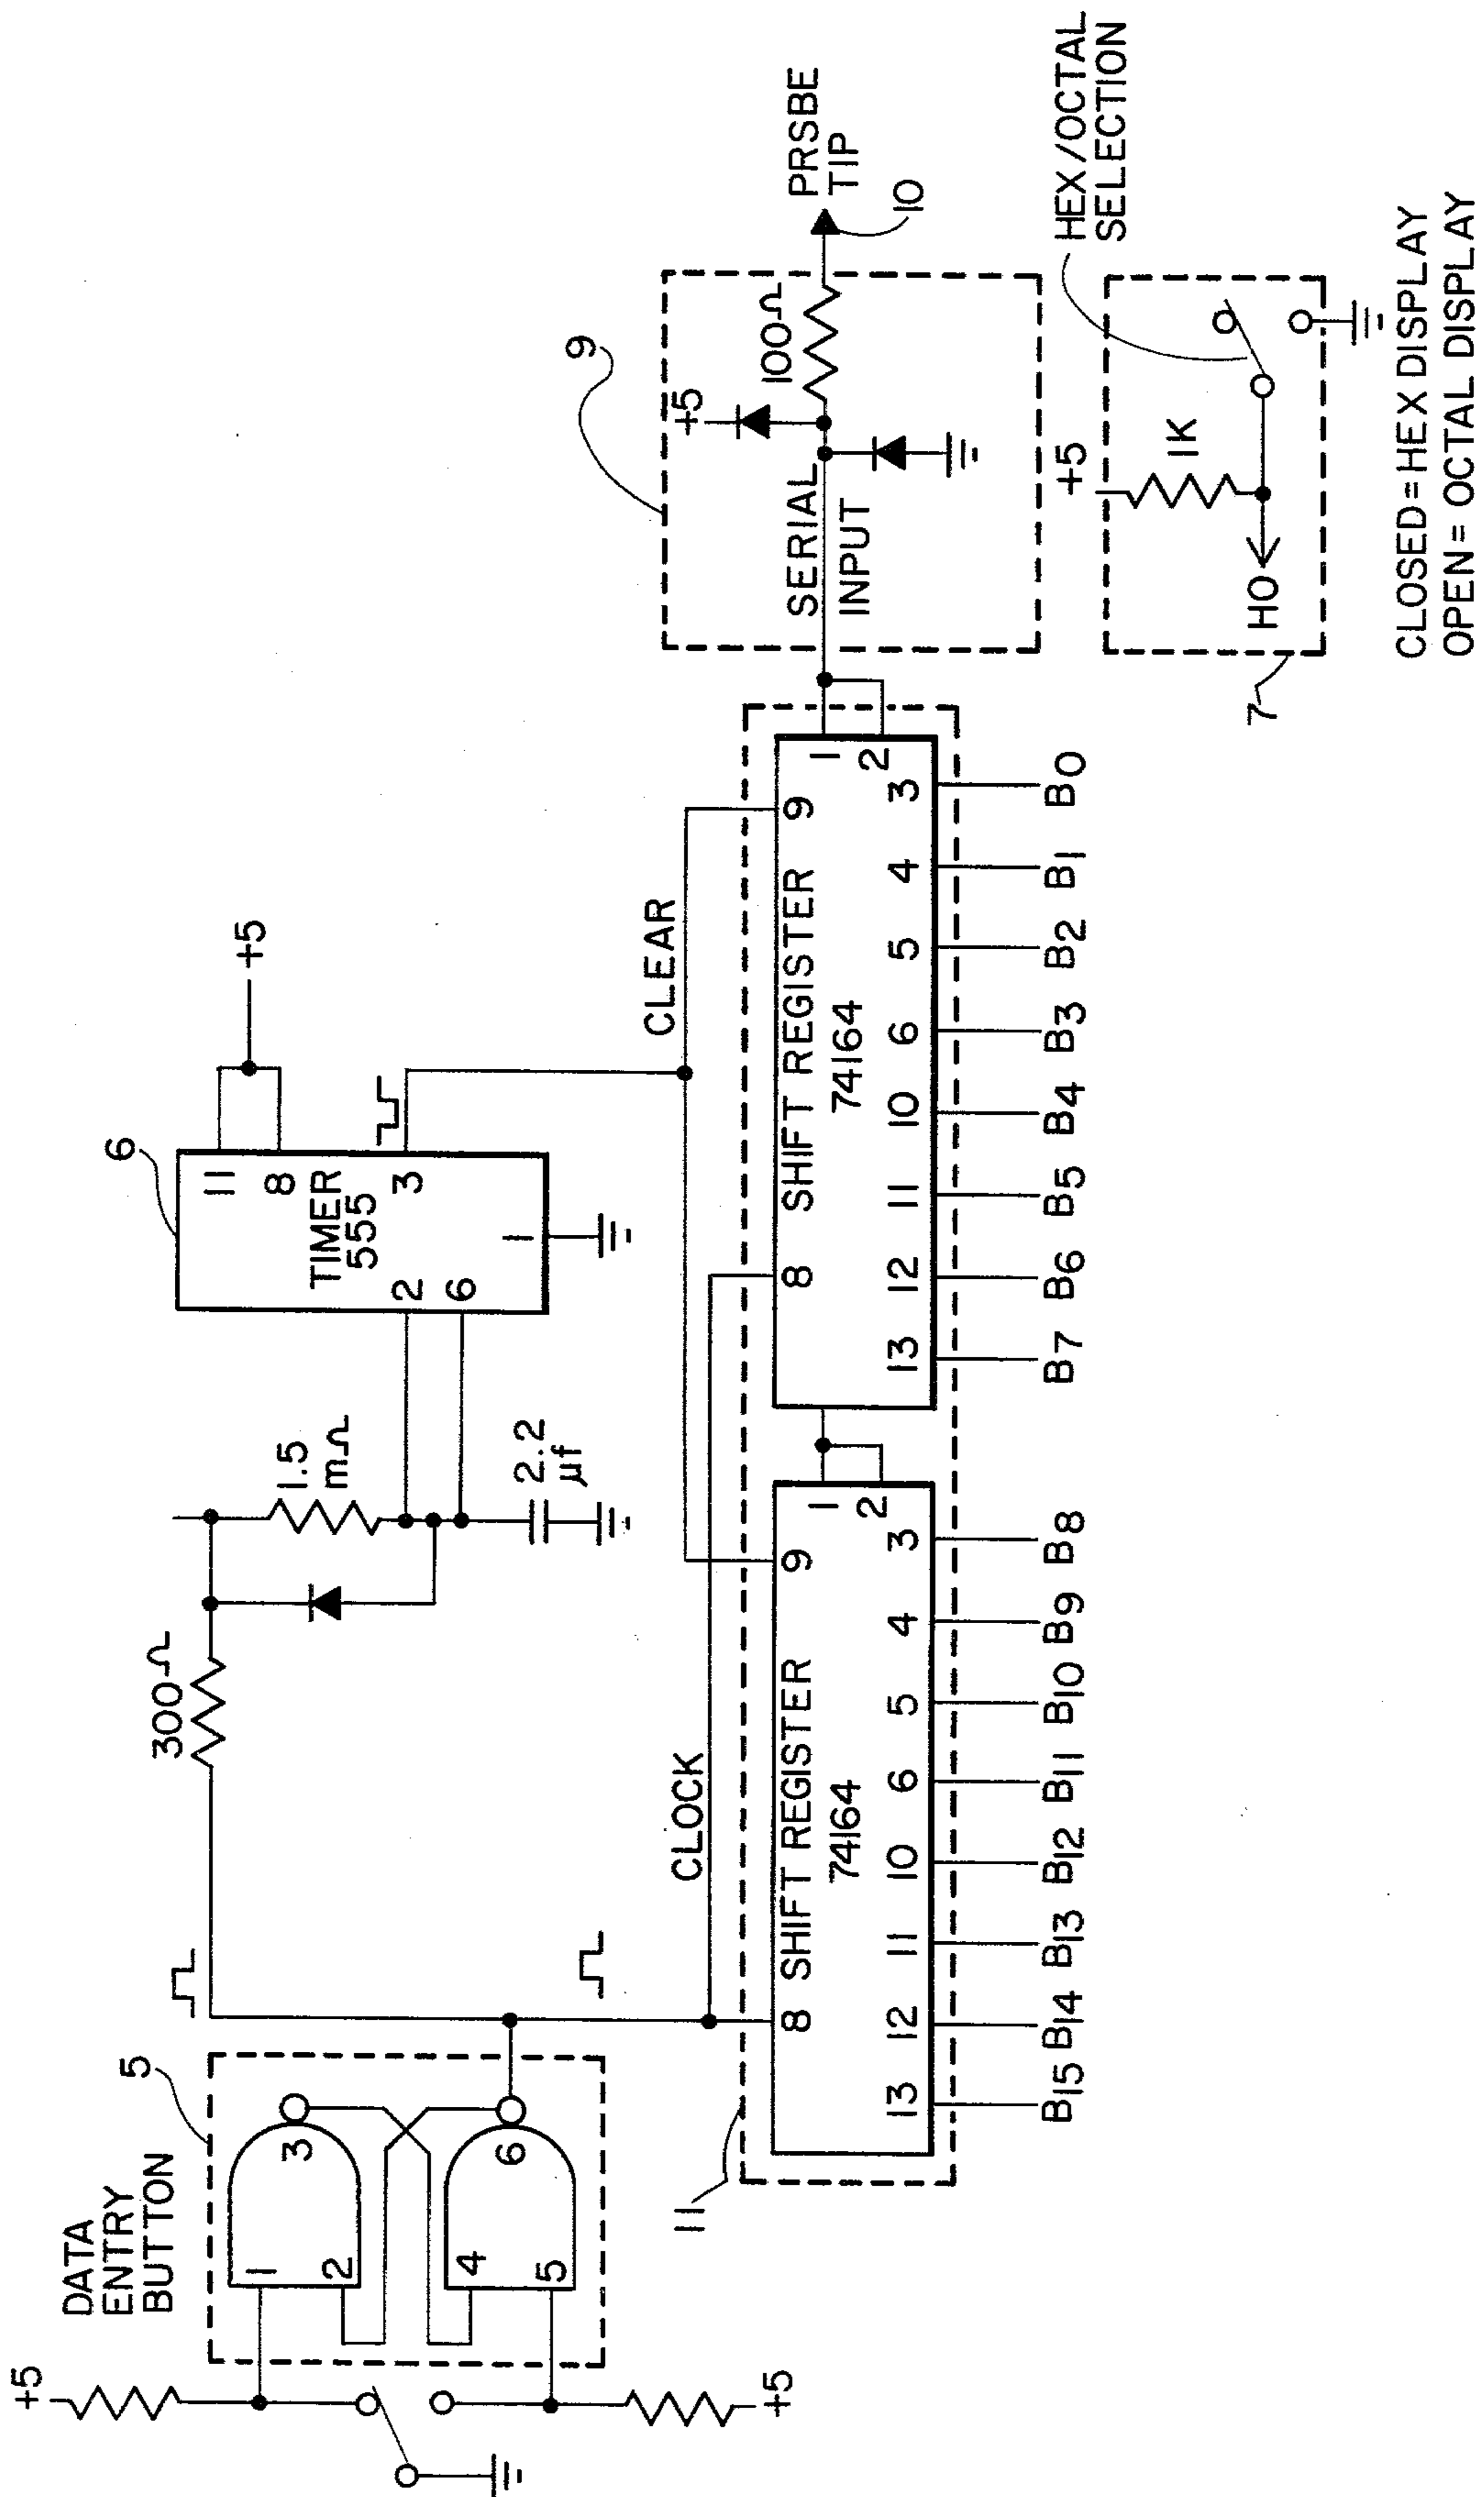 DATA
ENTRY
BUTTON
5
+5
1
2
3
4
5
6
+5
300Ω
1.5
mΩ
2.2
μf
6
11
8
TIMER
555
3
2
6
1
+5
CLOCK
CLEAR
11
8 SHIFT REGISTER 9
74164
1
2
13 12 11 10 6 5 4 3
B15 B14 B13 B12 B11 B10 B9 B8
8 SHIFT REGISTER 9
74164
1
2
13 12 11 10 6 5 4 3
B7 B6 B5 B4 B3 B2 B1 B0
9
+5
100Ω
SERIAL
INPUT
PRSBE
TIP
10
7
+5
1K
HO
HEX/OCTAL
SELECTION
CLOSED=HEX DISPLAY
OPEN= OCTAL DISPLAY